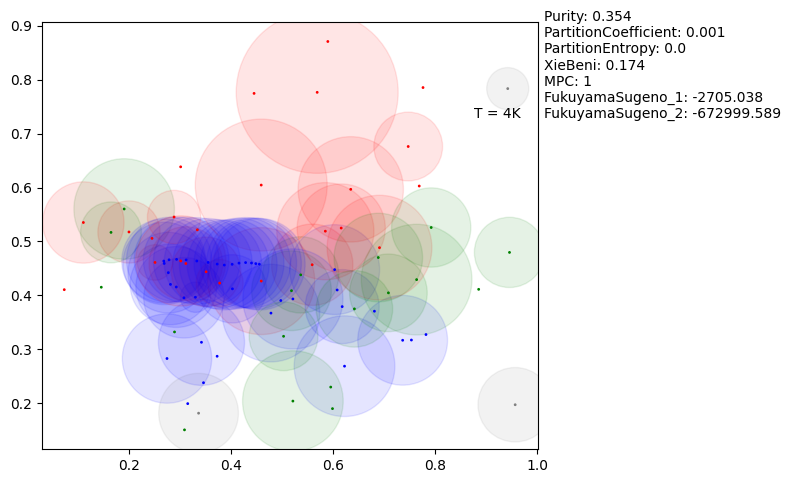 Purity: 0.354
PartitionCoefficient: 0.001
PartitionEntropy: 0.0
XieBeni: 0.174
MPC: 1
FukuyamaSugeno_1: -2705.038
FukuyamaSugeno_2: -672999.589
T = 4K
0.9
0.8
0.7
0.6
0.5
0.4
0.3
0.2
0.2
0.4
0.6
0.8
1.0